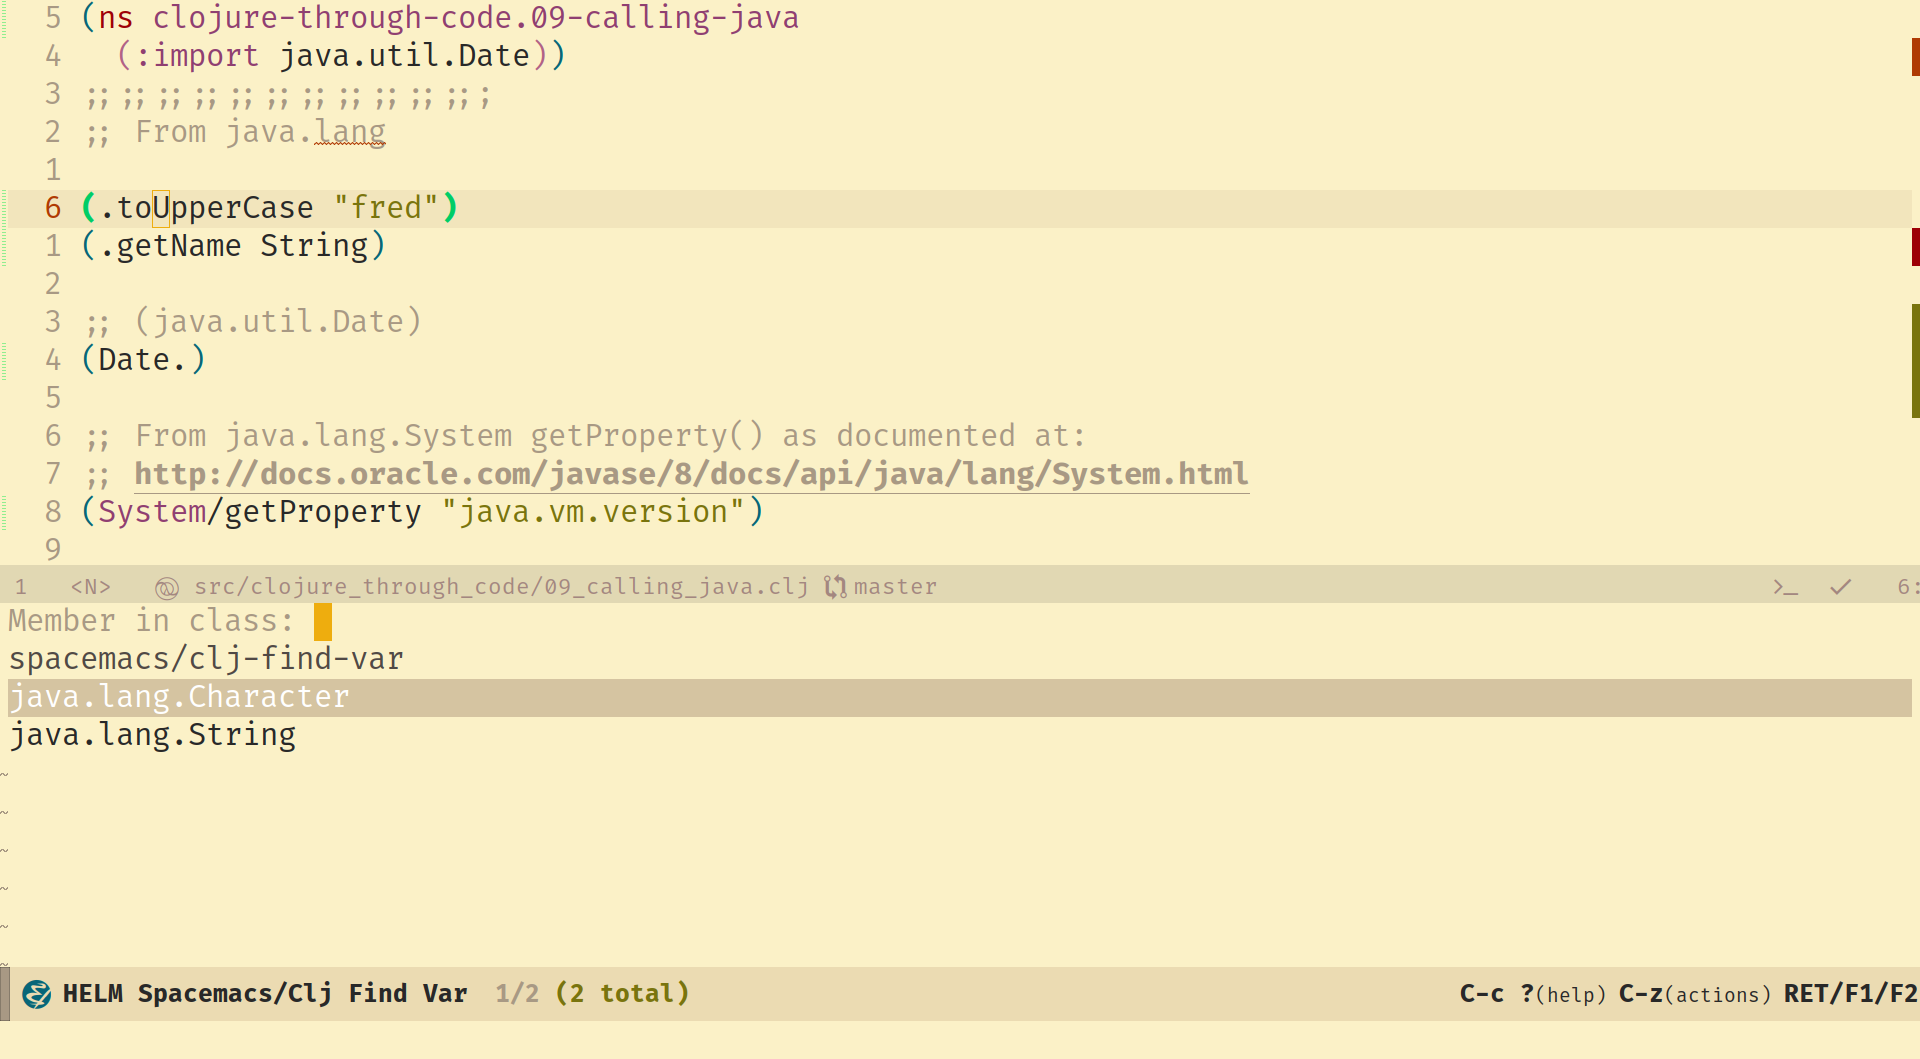 5 (ns clojure-through-code.09-calling-java
4   (:import java.util.Date))
3 ;;;;;;;;;;;;;;;;;;;;;;;
2 ;; From java.lang
1
6 (.toUpperCase "fred")
1 (.getName String)
2
3 ;; (java.util.Date)
4 (Date.)
5
6 ;; From java.lang.System getProperty() as documented at:
7 ;; http://docs.oracle.com/javase/8/docs/api/java/lang/System.html
8 (System/getProperty "java.vm.version")
9
1 <N> src/clojure_through_code/09_calling_java.clj master >_ ✓ 6:
Member in class:
spacemacs/clj-find-var
java.lang.Character
java.lang.String
~
~
~
~
~
~
HELM Spacemacs/Clj Find Var 1/2 (2 total) C-c ?(help) C-z(actions) RET/F1/F2